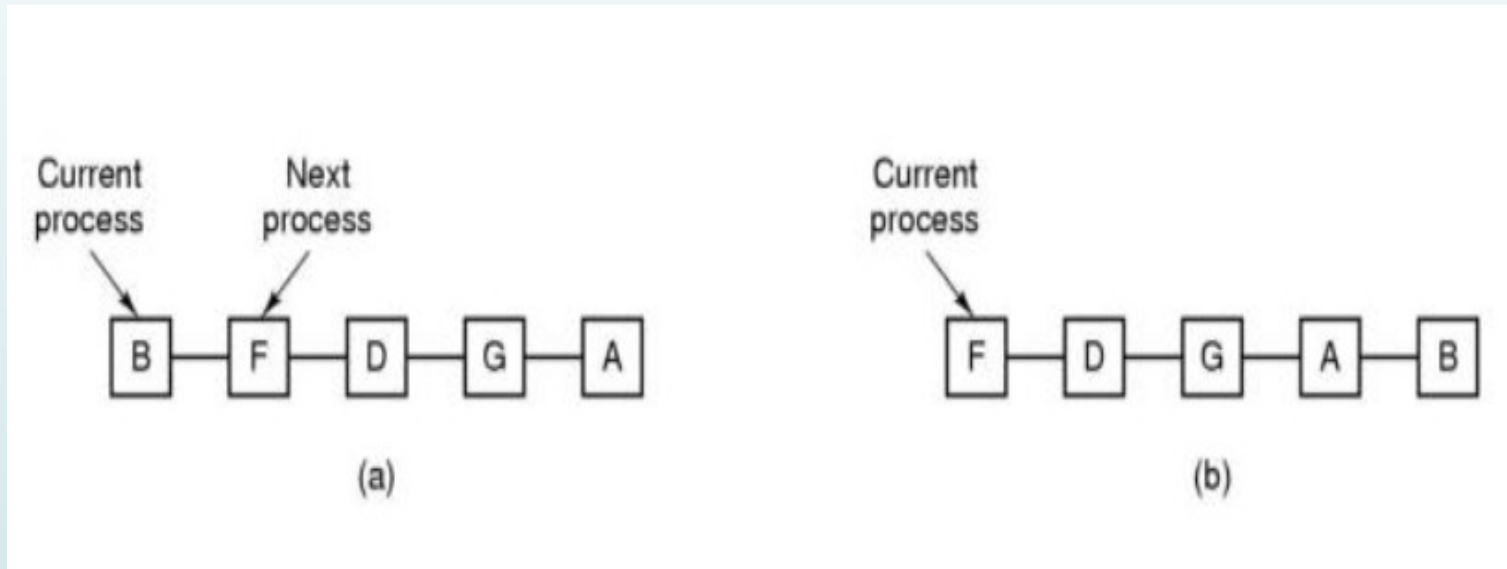 Current
process
Next
process
B F D G A
(a)
Current
process
F D G A B
(b)